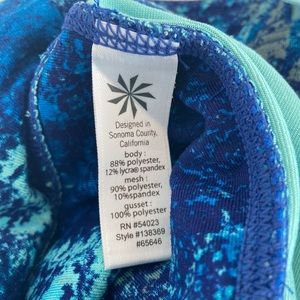 Designed in
Sonoma County,
California
body :
88% polyester,
12% lycra® spandex
mesh :
90% polyester,
10%spandex
gusset :
100% polyester
RN #54023
Style #138369
#65646